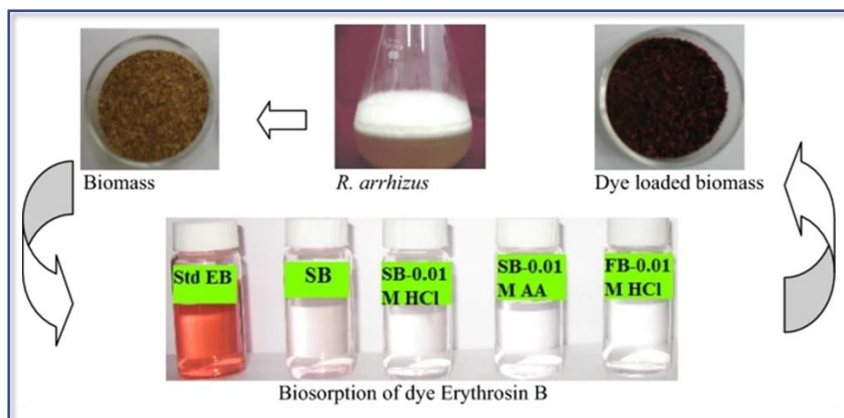 Biomass
R. arrhizus
Dye loaded biomass
Std EB
SB
SB-0.01
M HCl
SB-0.01
M AA
FB-0.01
M HCl
Biosorption of dye Erythrosin B